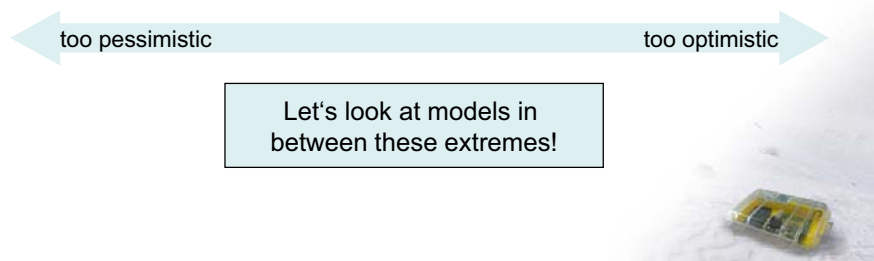 too pessimistic too optimistic
Let‘s look at models in
between these extremes!